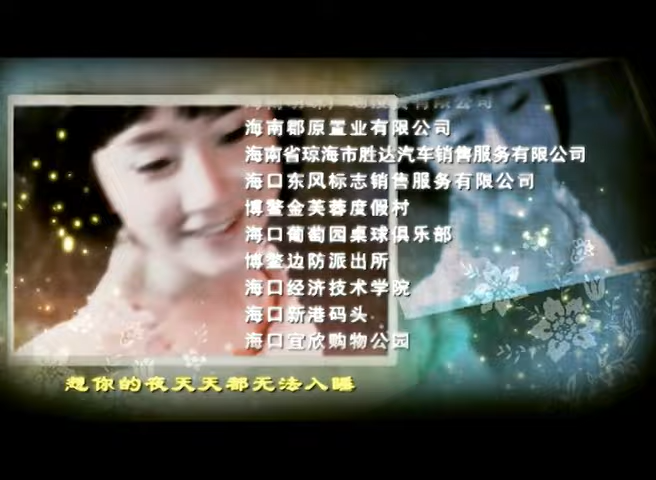 海南郡原置业有限公司
海南省琼海市胜达汽车销售服务有限公司
海口东风标志销售服务有限公司
博鳌金芙蓉度假村
海口葡萄园桌球俱乐部
博鳌边防派出所
海口经济技术学院
海口新港码头
海口宜欣购物公园
想你的夜天天都无法入睡